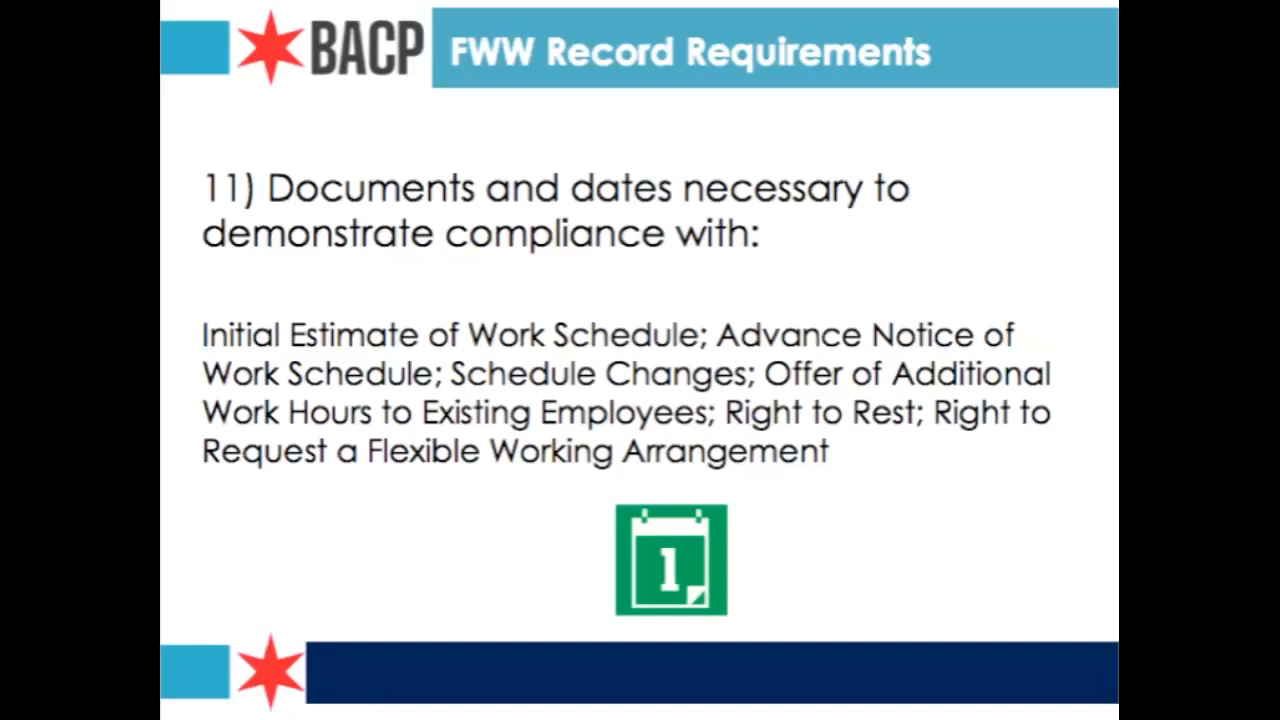 BACP
FWW Record Requirements
11) Documents and dates necessary to
demonstrate compliance with:
Initial Estimate of Work Schedule; Advance Notice of
Work Schedule; Schedule Changes; Offer of Additional
Work Hours to Existing Employees; Right to Rest; Right to
Request a Flexible Working Arrangement
1